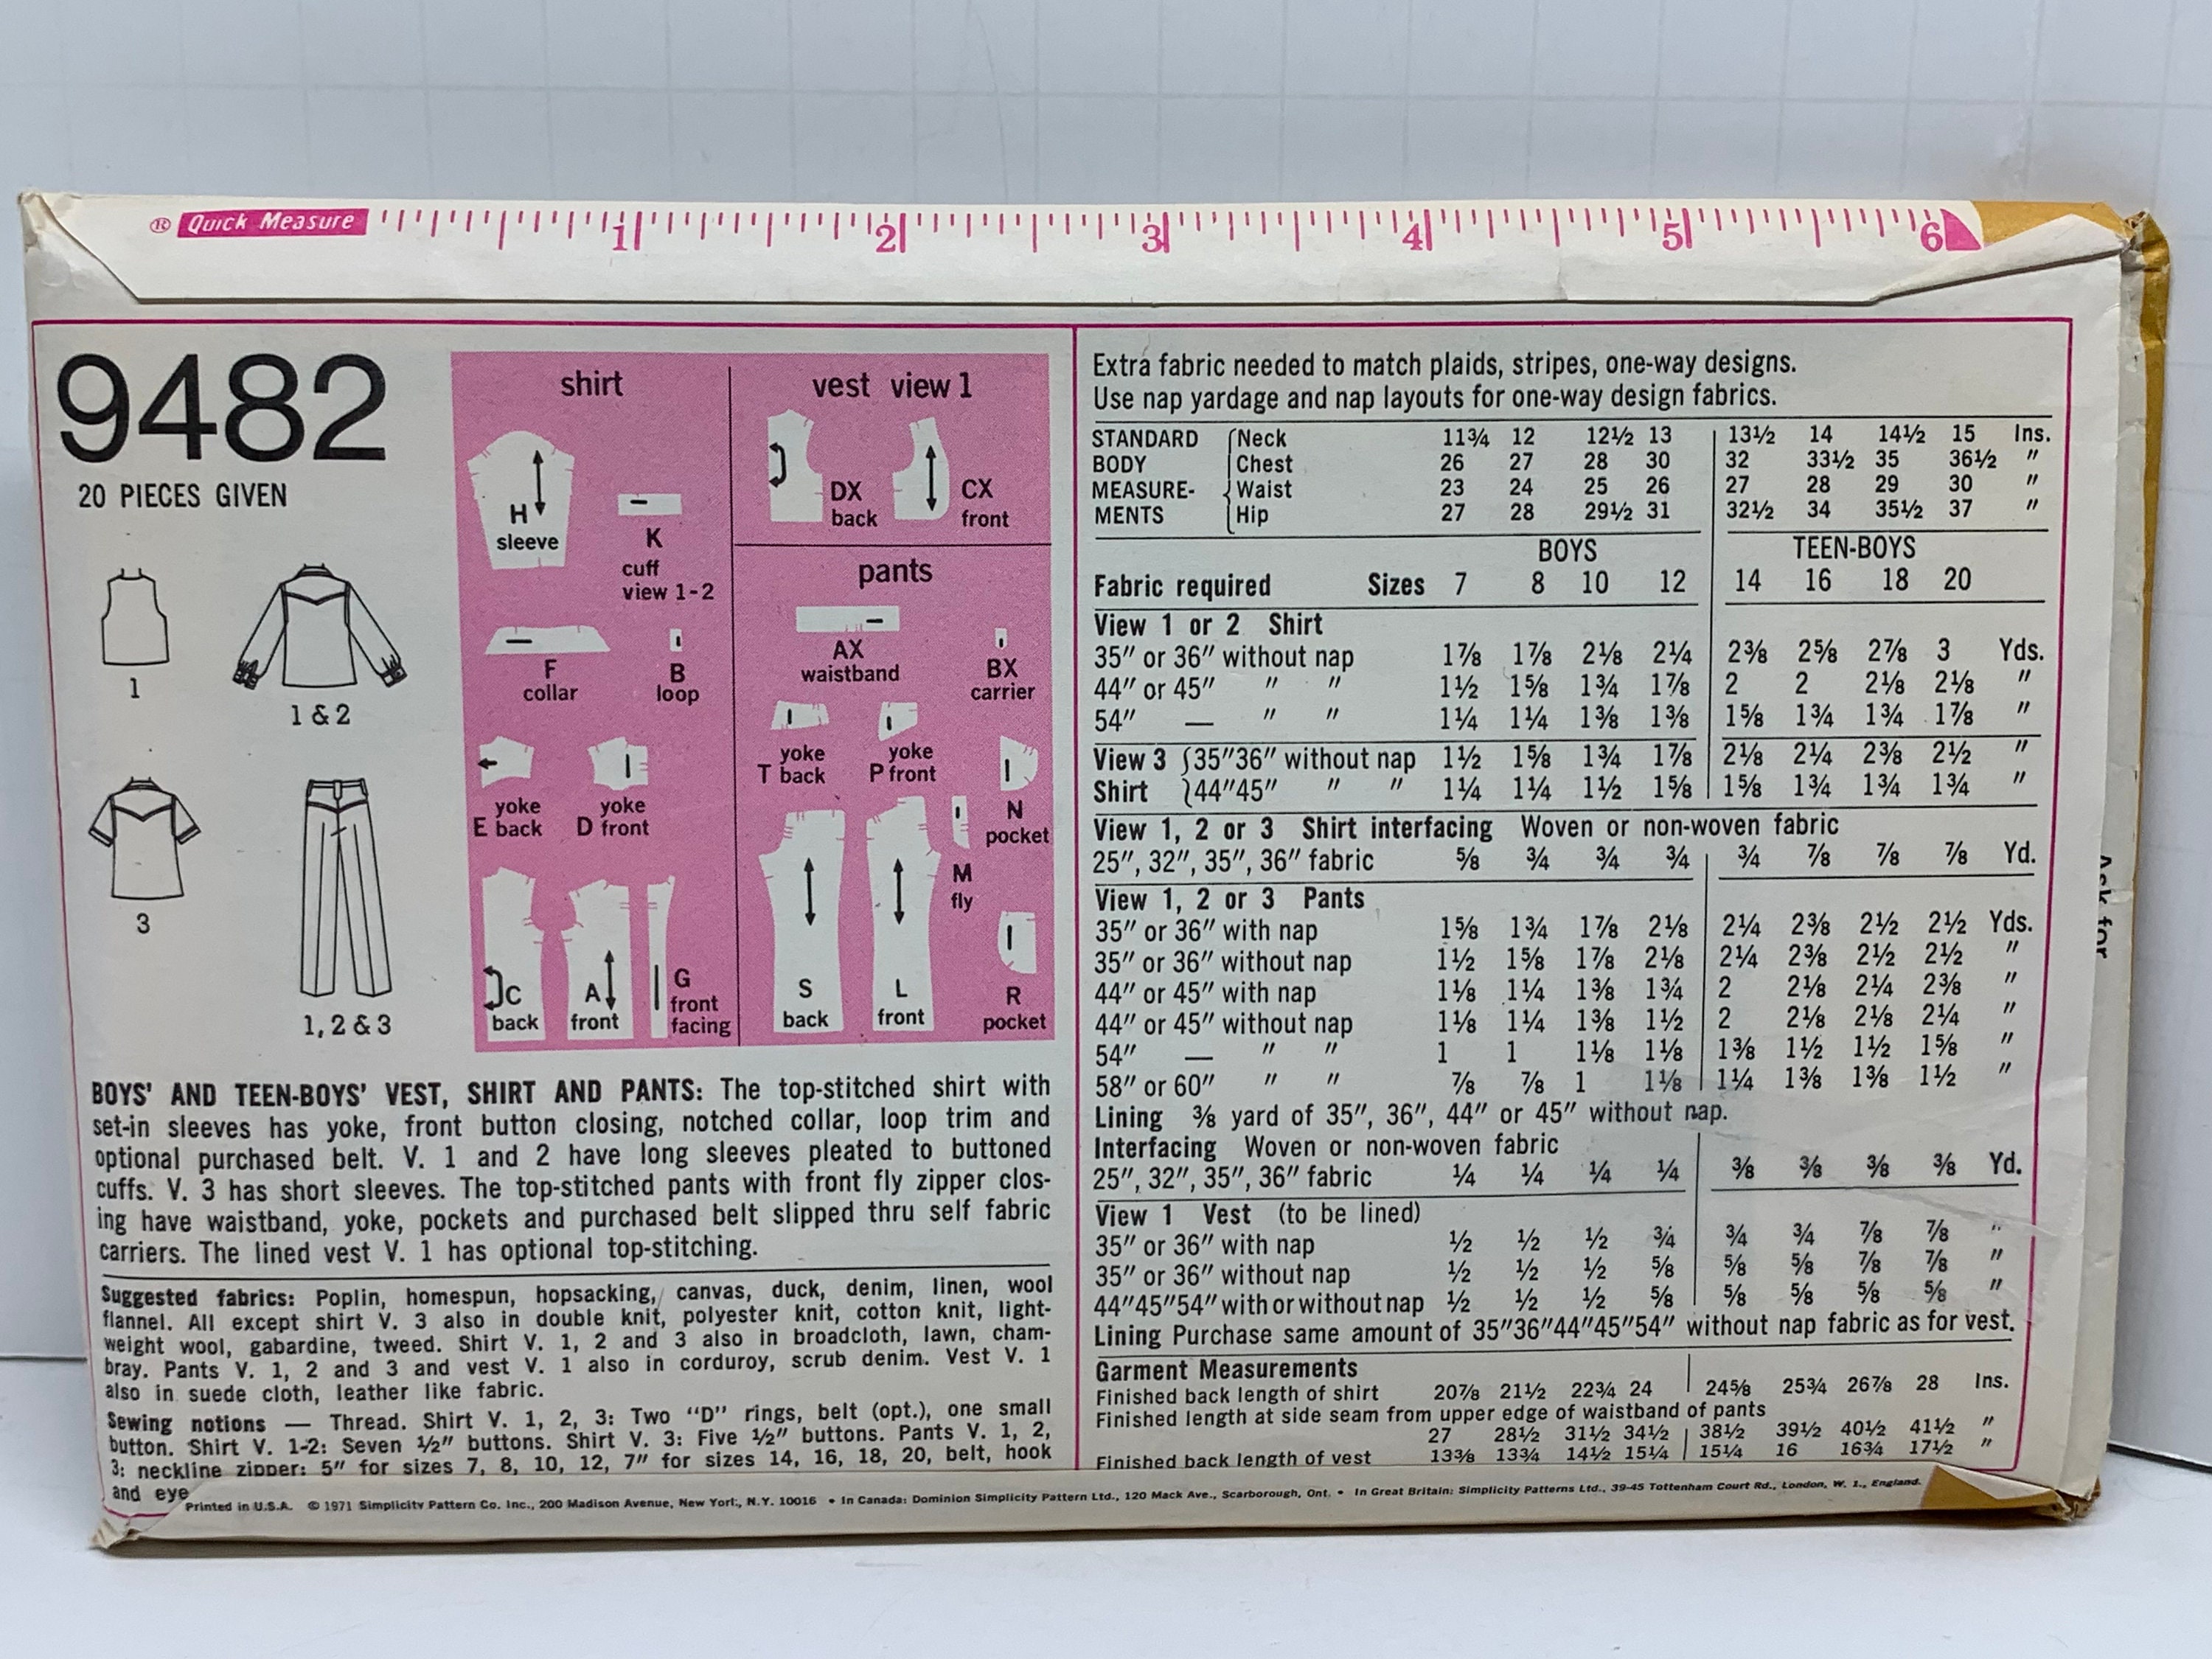 ® Quick Measure
1 2 3 4 5 6
9482
20 PIECES GIVEN
1
1 & 2
3
1, 2 & 3
shirt
H
sleeve
K
cuff
view 1-2
F
collar
B
loop
yoke
E back
yoke
D front
C
back
A
front
G
front
facing
vest view 1
DX
back
CX
front
pants
AX
waistband
BX
carrier
yoke
T back
yoke
P front
N
pocket
M
fly
S
back
L
front
R
pocket
BOYS' AND TEEN-BOYS' VEST, SHIRT AND PANTS: The top-stitched shirt with
set-in sleeves has yoke, front button closing, notched collar, loop trim and
optional purchased belt. V. 1 and 2 have long sleeves pleated to buttoned
cuffs. V. 3 has short sleeves. The top-stitched pants with front fly zipper clos-
ing have waistband, yoke, pockets and purchased belt slipped thru self fabric
carriers. The lined vest V. 1 has optional top-stitching.
Suggested fabrics: Poplin, homespun, hopsacking, canvas, duck, denim, linen, wool
flannel. All except shirt V. 3 also in double knit, polyester knit, cotton knit, light-
weight wool, gabardine, tweed. Shirt V. 1, 2 and 3 also in broadcloth, lawn, cham-
bray. Pants V. 1, 2 and 3 and vest V. 1 also in corduroy, scrub denim. Vest V. 1
also in suede cloth, leather like fabric.
Sewing notions — Thread. Shirt V. 1, 2, 3: Two "D" rings, belt (opt.), one small
button. Shirt V. 1-2: Seven ½" buttons. Shirt V. 3: Five ½" buttons. Pants V. 1, 2,
3: neckline zipper: 5" for sizes 7, 8, 10, 12, 7" for sizes 14, 16, 18, 20, belt, hook
and eye
Extra fabric needed to match plaids, stripes, one-way designs.
Use nap yardage and nap layouts for one-way design fabrics.
STANDARD Neck 11¾ 12 12½ 13 13½ 14 14½ 15 Ins.
BODY Chest 26 27 28 30 32 33½ 35 36½ "
MEASURE- Waist 23 24 25 26 27 28 29 30 "
MENTS Hip 27 28 29½ 31 32½ 34 35½ 37 "
BOYS TEEN-BOYS
Fabric required Sizes 7 8 10 12 14 16 18 20
View 1 or 2 Shirt
35" or 36" without nap 1⅞ 1⅞ 2⅛ 2¼ 2⅜ 2⅝ 2⅞ 3 Yds.
44" or 45" " " 1½ 1⅝ 1¾ 1⅞ 2 2 2⅛ 2⅛ "
54" — " " 1¼ 1¼ 1⅜ 1⅜ 1⅝ 1¾ 1¾ 1⅞ "
View 3 35"36" without nap 1½ 1⅝ 1¾ 1⅞ 2⅛ 2¼ 2⅜ 2½ "
Shirt 44"45" " " 1¼ 1¼ 1½ 1⅝ 1⅝ 1¾ 1¾ 1¾ "
View 1, 2 or 3 Shirt interfacing Woven or non-woven fabric
25", 32", 35", 36" fabric ⅝ ¾ ¾ ¾ ¾ ⅞ ⅞ ⅞ Yd.
View 1, 2 or 3 Pants
35" or 36" with nap 1⅝ 1¾ 1⅞ 2⅛ 2¼ 2⅜ 2½ 2½ Yds.
35" or 36" without nap 1½ 1⅝ 1⅞ 2⅛ 2¼ 2⅜ 2½ 2½ "
44" or 45" with nap 1⅛ 1¼ 1⅜ 1¾ 2 2⅛ 2¼ 2⅜ "
44" or 45" without nap 1⅛ 1¼ 1⅜ 1½ 2 2⅛ 2⅛ 2¼ "
54" — " " 1 1 1⅛ 1⅛ 1⅜ 1½ 1½ 1⅝ "
58" or 60" " " ⅞ ⅞ 1 1⅛ 1¼ 1⅜ 1⅜ 1½ "
Lining ⅜ yard of 35", 36", 44" or 45" without nap.
Interfacing Woven or non-woven fabric
25", 32", 35", 36" fabric ¼ ¼ ¼ ¼ ⅜ ⅜ ⅜ ⅜ Yd.
View 1 Vest (to be lined)
35" or 36" with nap ½ ½ ½ ¾ ¾ ¾ ⅞ ⅞ "
35" or 36" without nap ½ ½ ½ ⅝ ⅝ ⅝ ⅞ ⅞ "
44"45"54" with or without nap ½ ½ ½ ⅝ ⅝ ⅝ ⅝ ⅝ "
Lining Purchase same amount of 35"36"44"45"54" without nap fabric as for vest.
Garment Measurements
Finished back length of shirt 20⅞ 21½ 22¾ 24 24⅝ 25¾ 26⅞ 28 Ins.
Finished length at side seam from upper edge of waistband of pants
27 28½ 31½ 34½ 38½ 39½ 40½ 41½ "
Finished back length of vest 13⅜ 13¾ 14½ 15¼ 15¼ 16 16¾ 17½ "
Printed in U.S.A. © 1971 Simplicity Pattern Co. Inc., 200 Madison Avenue, New York, N.Y. 10016 • In Canada: Dominion Simplicity Pattern Ltd., 120 Mack Ave., Scarborough, Ont. • In Great Britain: Simplicity Patterns Ltd., 39-45 Tottenham Court Rd., London, W. 1., England.
Ask for